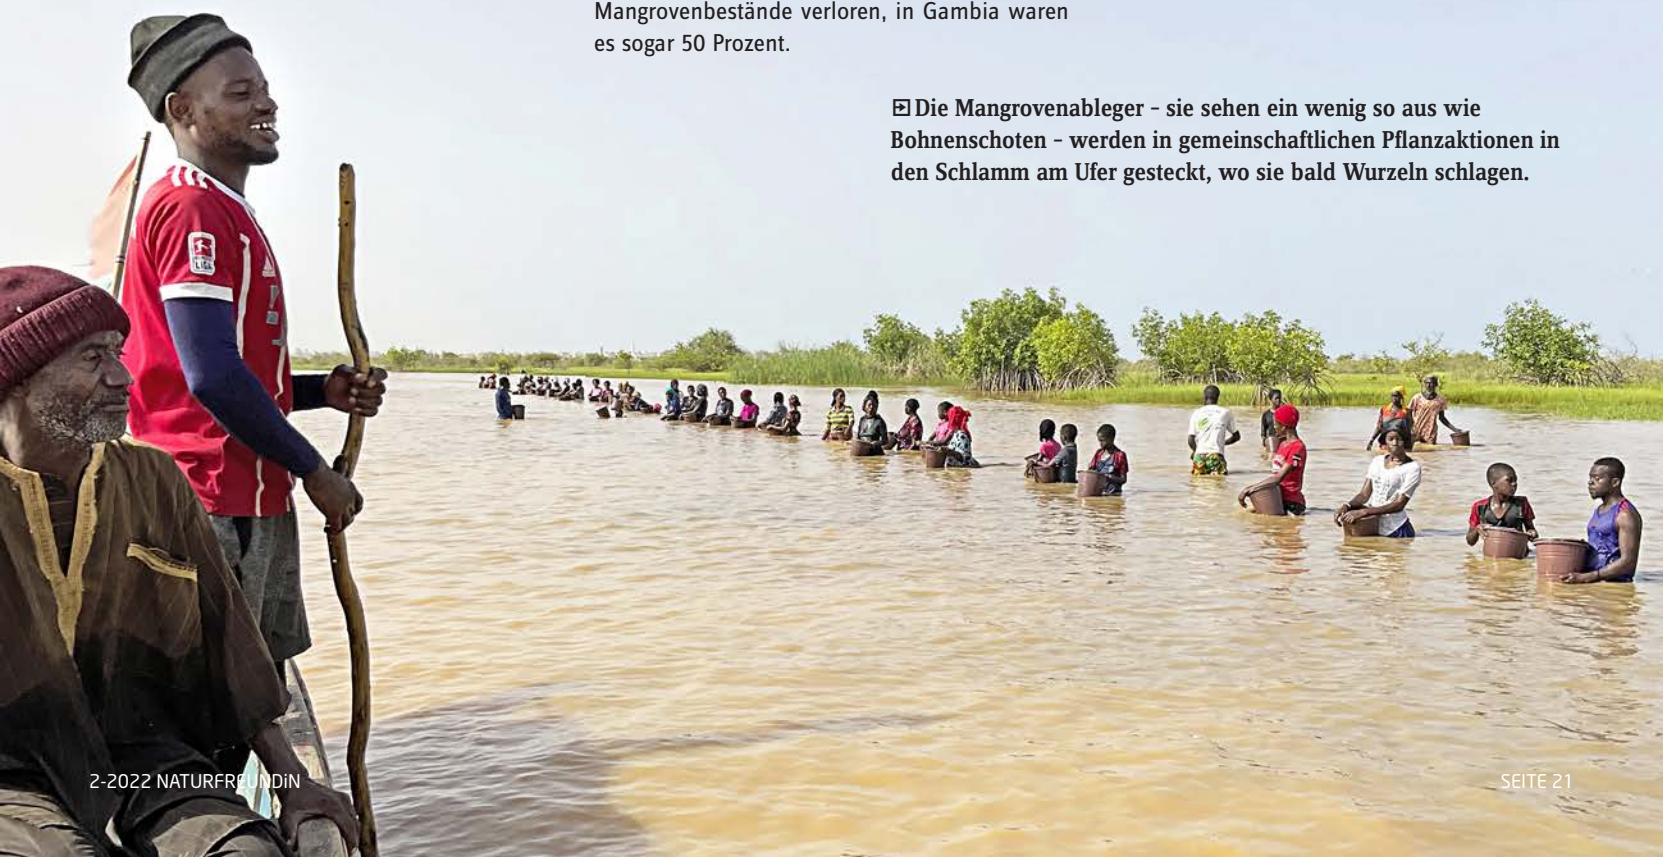 Mangrovenbestände verloren, in Gambia waren
es sogar 50 Prozent.
Die Mangrovenableger – sie sehen ein wenig so aus wie
Bohnenschoten – werden in gemeinschaftlichen Pflanzaktionen in
den Schlamm am Ufer gesteckt, wo sie bald Wurzeln schlagen.
2-2022 NATURFREUNDiN
SEITE 21